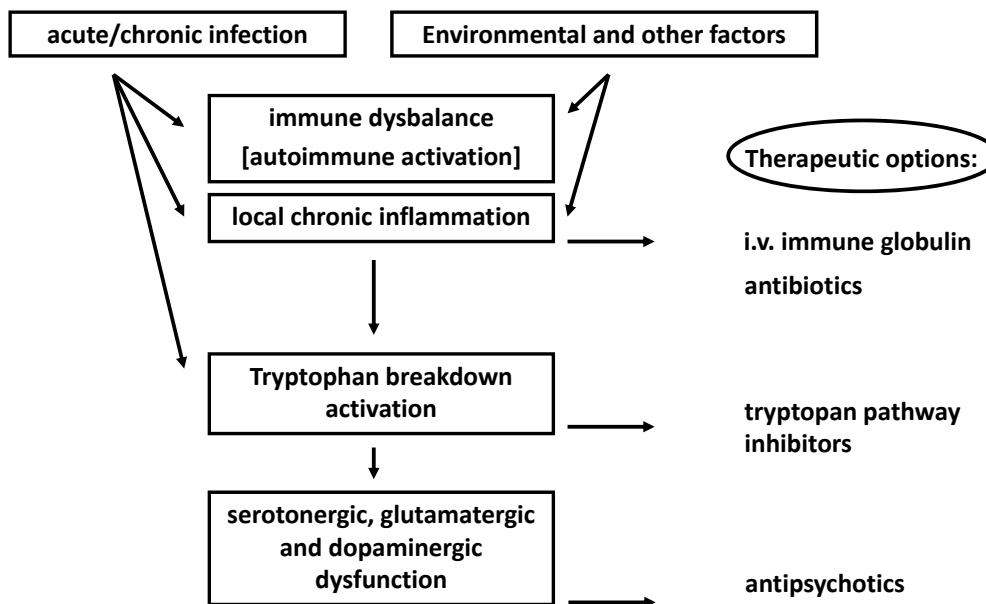 acute/chronic infection
Environmental and other factors
immune dysbalance
[autoimmune activation]
Therapeutic options:
local chronic inflammation
i.v. immune globulin
antibiotics
Tryptophan breakdown
activation
tryptopan pathway
inhibitors
serotonergic, glutamatergic
and dopaminergic
dysfunction
antipsychotics